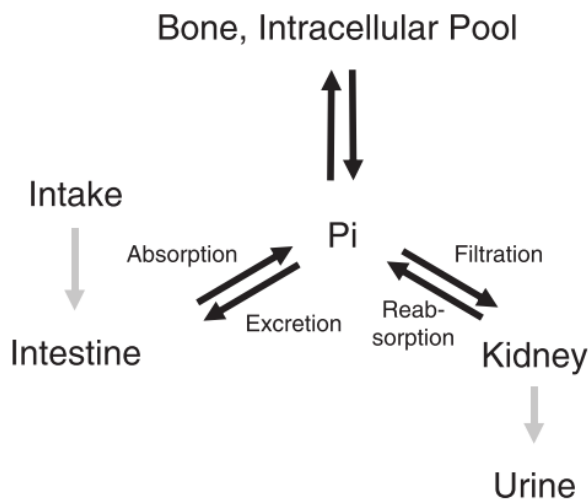 Bone, Intracellular Pool
Intake
Pi
Absorption
Filtration
Excretion
Reab-
sorption
Intestine
Kidney
Urine